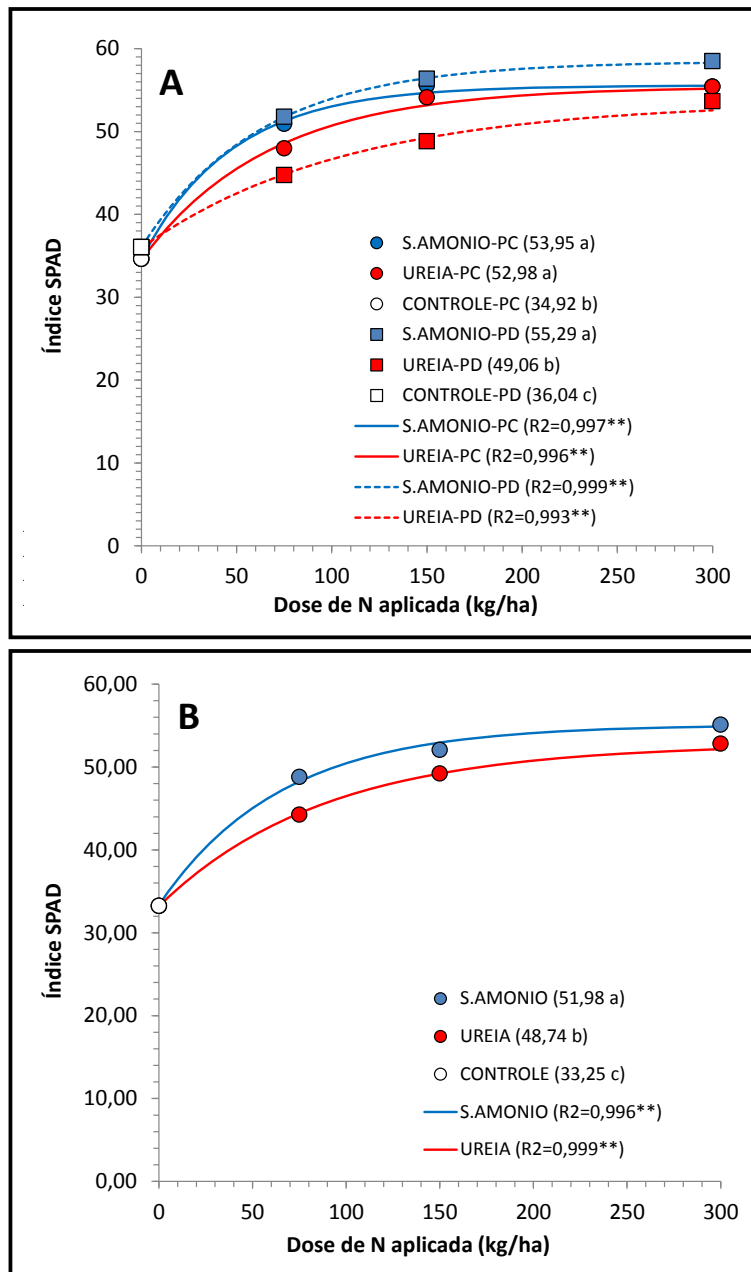 A
60
50
40
30
20
10
0
0 50 100 150 200 250 300
Índice SPAD
Dose de N aplicada (kg/ha)
S.AMONIO-PC (53,95 a)
UREIA-PC (52,98 a)
CONTROLE-PC (34,92 b)
S.AMONIO-PD (55,29 a)
UREIA-PD (49,06 b)
CONTROLE-PD (36,04 c)
S.AMONIO-PC (R2=0,997**)
UREIA-PC (R2=0,996**)
S.AMONIO-PD (R2=0,999**)
UREIA-PD (R2=0,993**)
B
60,00
50,00
40,00
30,00
20,00
10,00
0,00
0 50 100 150 200 250 300
Índice SPAD
Dose de N aplicada (kg/ha)
S.AMONIO (51,98 a)
UREIA (48,74 b)
CONTROLE (33,25 c)
S.AMONIO (R2=0,996**)
UREIA (R2=0,999**)